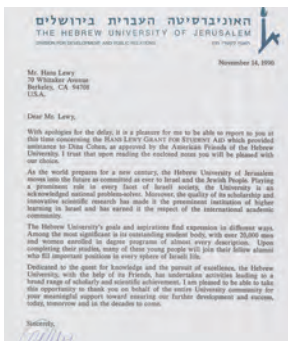 האוניברסיטה העברית בירושלים
THE HEBREW UNIVERSITY OF JERUSALEM
DIVISION FOR DEVELOPMENT AND PUBLIC RELATIONS
November 14, 1990
Mr. Hans Lewy
70 Whitaker Avenue
Berkeley, CA 94708
U.S.A.
Dear Mr. Lewy,
With apologies for the delay, it is a pleasure for me to be able to report to you at
this time concerning the HANS LEWY GRANT FOR STUDENT AID which provided
assistance to Dina Cohen, as approved by the American Friends of the Hebrew
University. I trust that upon reading the enclosed notes you will be pleased with
our choice.
As the world prepares for a new century, the Hebrew University of Jerusalem
moves into the future as committed as ever to Israel and the Jewish People. Playing
a prominent role in every facet of Israeli society, the University is an
acknowledged national problem-solver. Moreover, the quality of its scholarship and
innovative scientific research has made it the preeminent institution of higher
learning in Israel and has earned it the respect of the international academic
community.
The Hebrew University's goals and aspirations find expression in different ways.
Among the most significant is its outstanding student body, with over 20,000 men
and women enrolled in degree programs of almost every description. Upon
completing their studies, many of these young people will join their fellow alumni
who fill important positions in every sphere of Israeli life.
Dedicated to the quest for knowledge and the pursuit of excellence, the Hebrew
University, with the help of its Friends, has undertaken activities leading to a
broad range of scholarly and scientific achievement. I am pleased to be able to take
this opportunity to thank you on behalf of the entire University community for
your meaningful support toward ensuring our further development and success,
today, tomorrow and in the decades to come.
Sincerely,